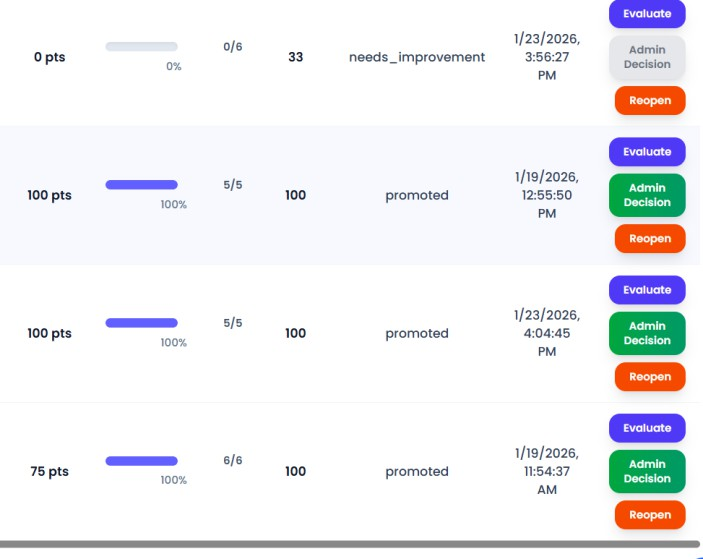 Evaluate
0 pts
0%
0/6
33
needs_improvement
1/23/2026,
3:56:27
PM
Admin
Decision
Reopen
100 pts
100%
5/5
100
promoted
1/19/2026,
12:55:50
PM
Evaluate
Admin
Decision
Reopen
100 pts
100%
5/5
100
promoted
1/23/2026,
4:04:45
PM
Evaluate
Admin
Decision
Reopen
75 pts
100%
6/6
100
promoted
1/19/2026,
11:54:37
AM
Evaluate
Admin
Decision
Reopen